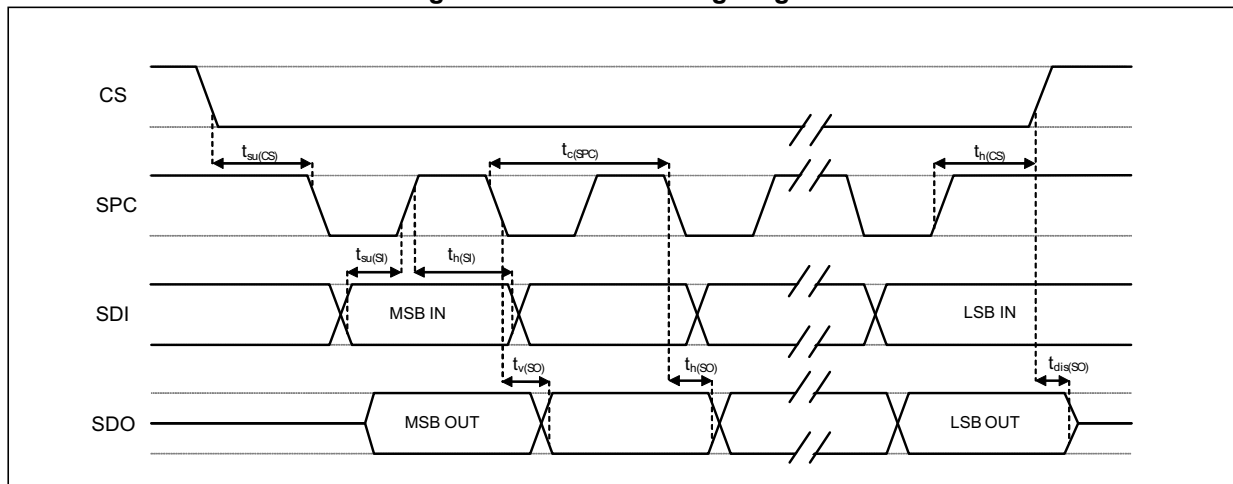 CS
t_su(CS) t_c(SPC) t_h(CS)
SPC
t_su(SI) t_h(SI)
SDI MSB IN LSB IN
t_v(SO) t_h(SO) t_dis(SO)
SDO MSB OUT LSB OUT